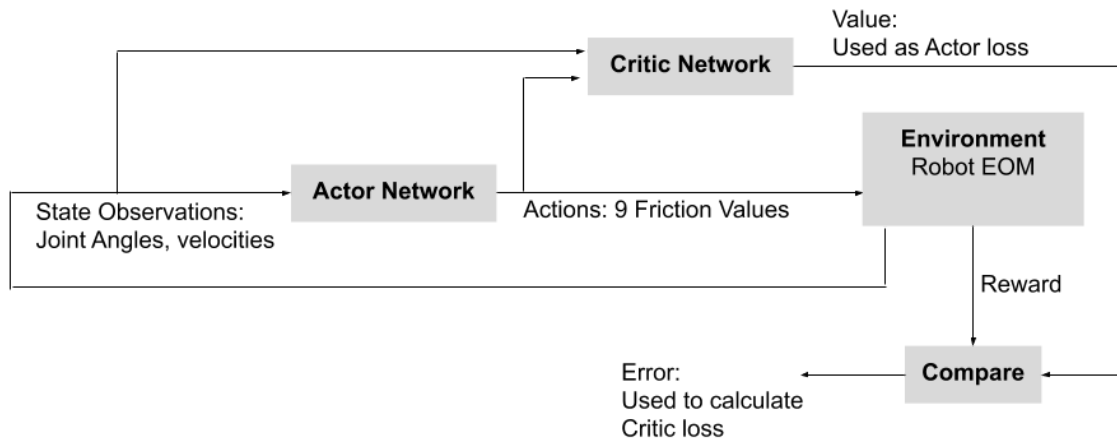 Value:
Used as Actor loss
Critic Network
Environment
Robot EOM
Actor Network
State Observations:
Joint Angles, velocities
Actions: 9 Friction Values
Reward
Compare
Error:
Used to calculate
Critic loss